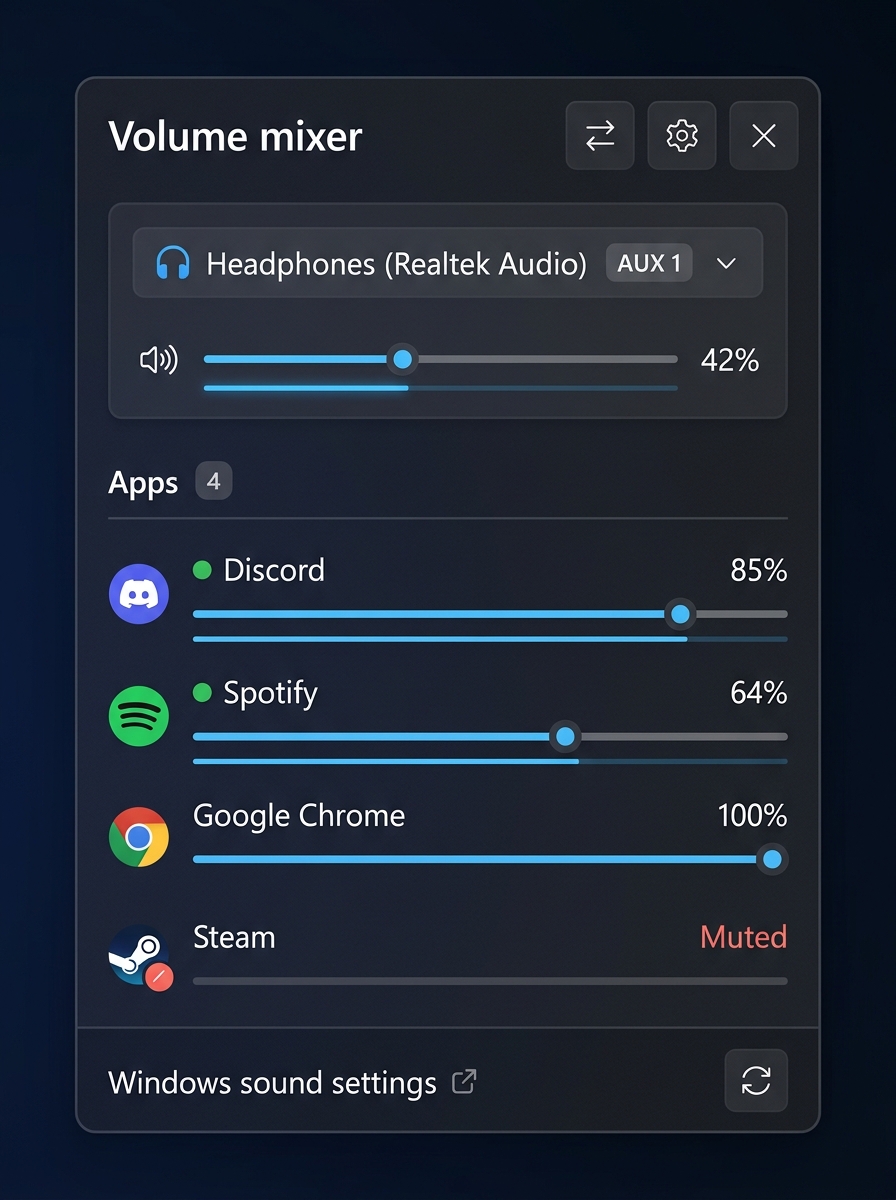 Volume mixer
Headphones (Realtek Audio) AUX 1
42%
Apps 4
Discord 85%
Spotify 64%
Google Chrome 100%
Steam Muted
Windows sound settings